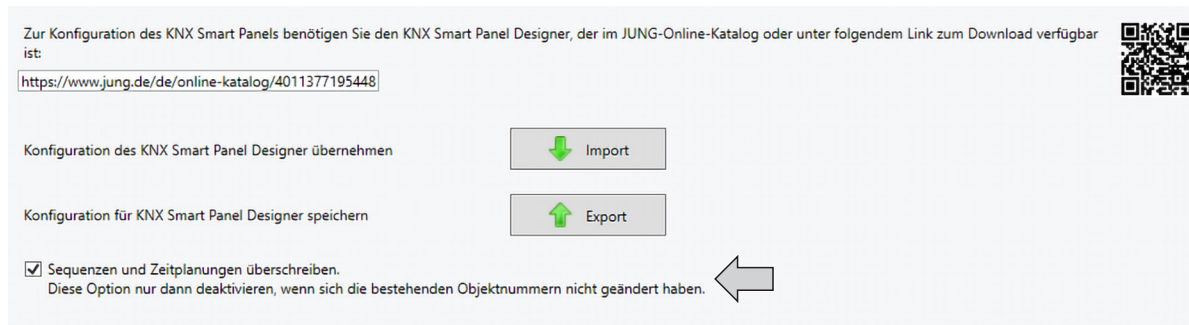 Zur Konfiguration des KNX Smart Panels benötigen Sie den KNX Smart Panel Designer, der im JUNG-Online-Katalog oder unter folgendem Link zum Download verfügbar
ist:
https://www.jung.de/de/online-katalog/4011377195448
Konfiguration des KNX Smart Panel Designer übernehmen
Import
Konfiguration für KNX Smart Panel Designer speichern
Export
Sequenzen und Zeitplanungen überschreiben.
Diese Option nur dann deaktivieren, wenn sich die bestehenden Objektnummern nicht geändert haben.